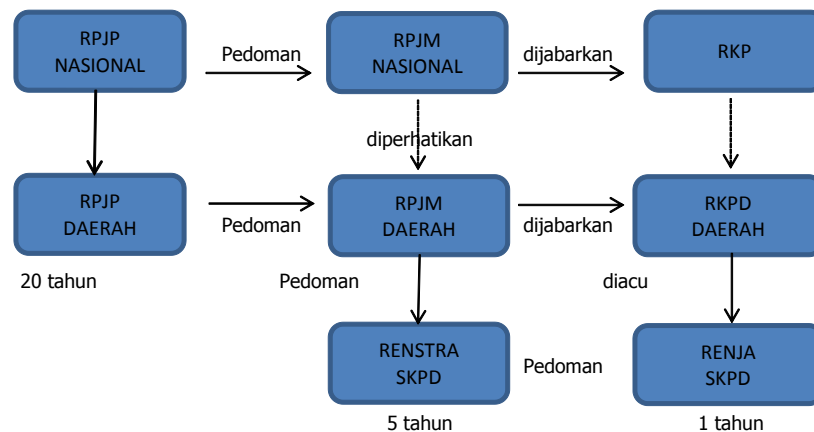 RPJP
NASIONAL
Pedoman
RPJM
NASIONAL
dijabarkan
RKP
diperhatikan
RPJP
DAERAH
Pedoman
RPJM
DAERAH
dijabarkan
RKPD
DAERAH
20 tahun
Pedoman
diacu
RENSTRA
SKPD
Pedoman
RENJA
SKPD
5 tahun
1 tahun